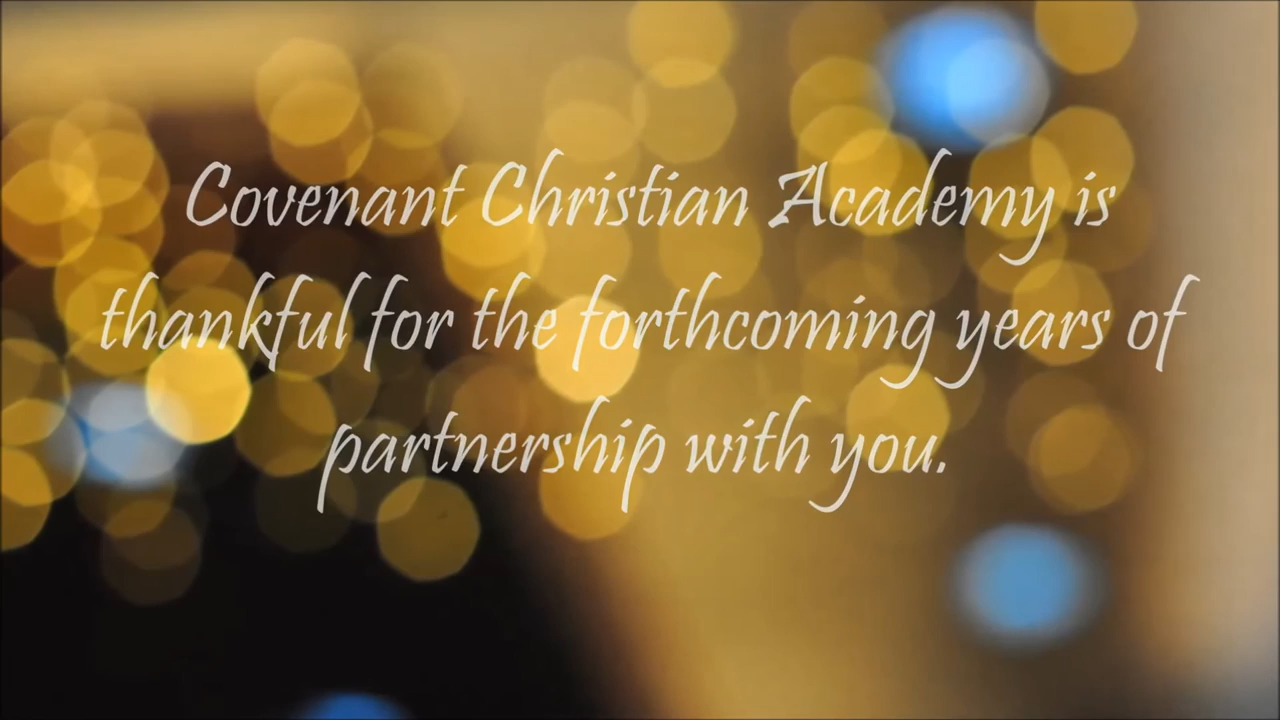 Covenant Christian Academy is
thankful for the forthcoming years of
partnership with you.